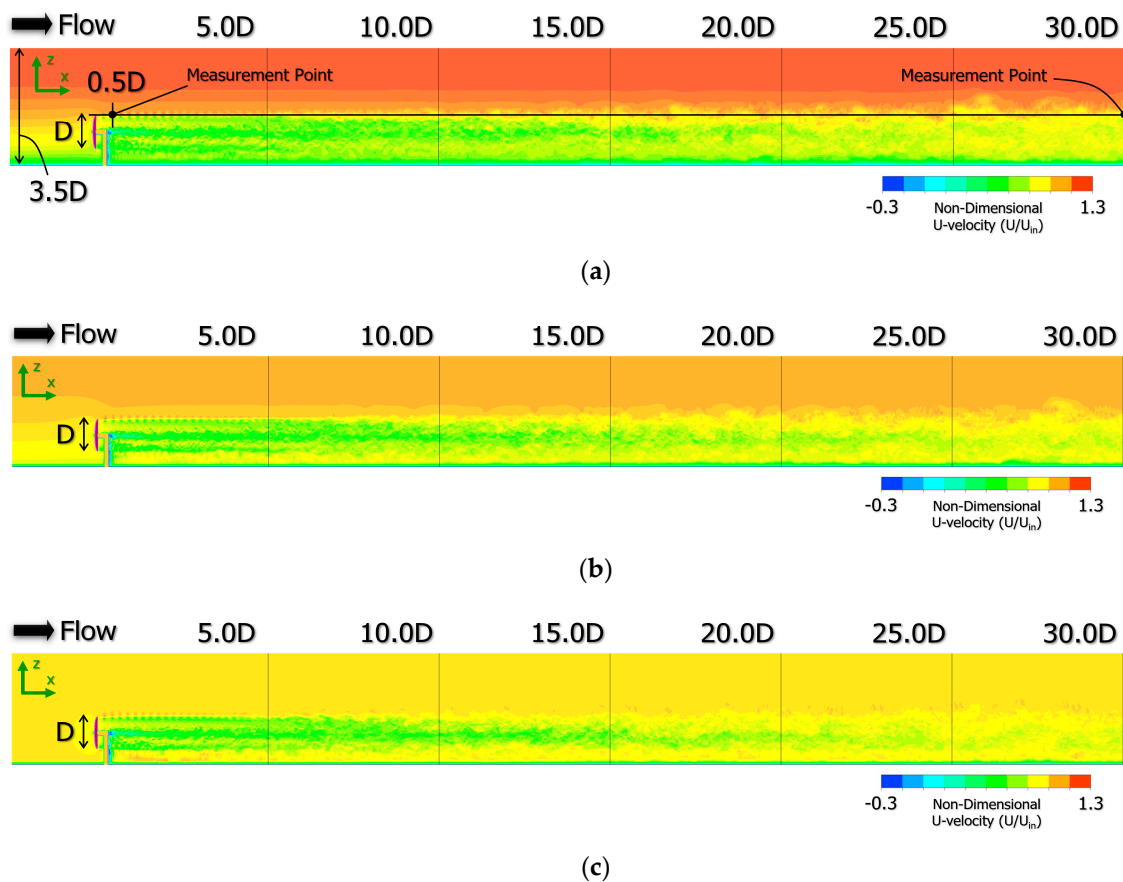 Flow 5.0D 10.0D 15.0D 20.0D 25.0D 30.0D
z
x
0.5D
Measurement Point
Measurement Point
D
3.5D
-0.3 Non-Dimensional 1.3
U-velocity (U/Uin)
(a)
Flow 5.0D 10.0D 15.0D 20.0D 25.0D 30.0D
z
x
D
-0.3 Non-Dimensional 1.3
U-velocity (U/Uin)
(b)
Flow 5.0D 10.0D 15.0D 20.0D 25.0D 30.0D
z
x
D
-0.3 Non-Dimensional 1.3
U-velocity (U/Uin)
(c)